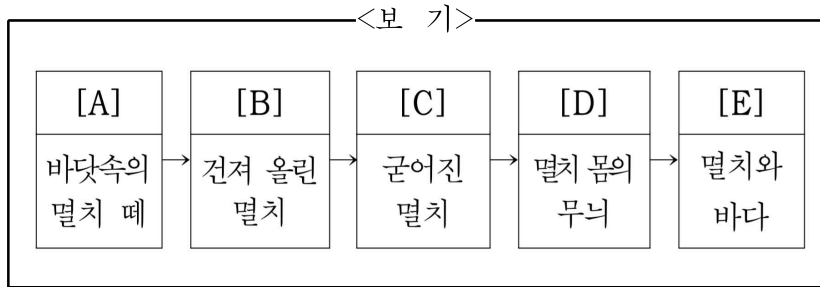 <보 기>
[A] [B] [C] [D] [E]
바닷속의 → 건져 올린 → 굳어진 → 멸치 몸의 → 멸치와
멸치 떼 멸치 멸치 무늬 바다